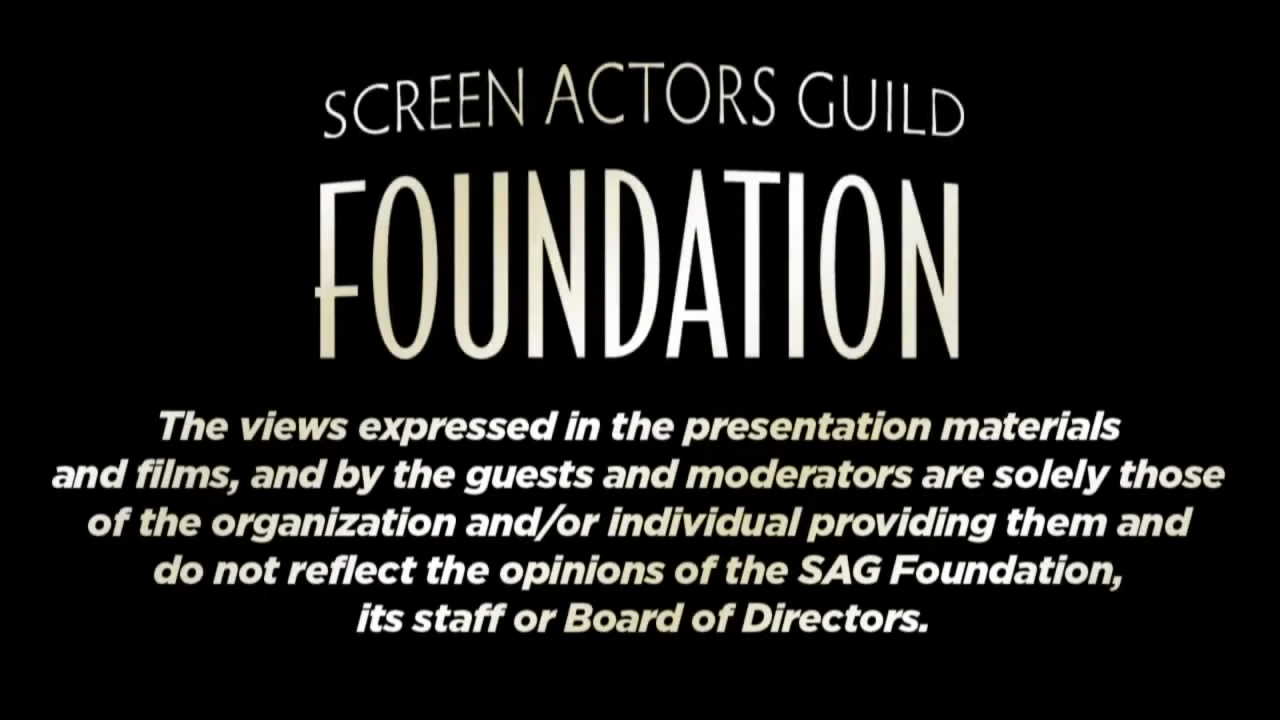 SCREEN ACTORS GUILD
FOUNDATION
The views expressed in the presentation materials
and films, and by the guests and moderators are solely those
of the organization and/or individual providing them and
do not reflect the opinions of the SAG Foundation,
its staff or Board of Directors.